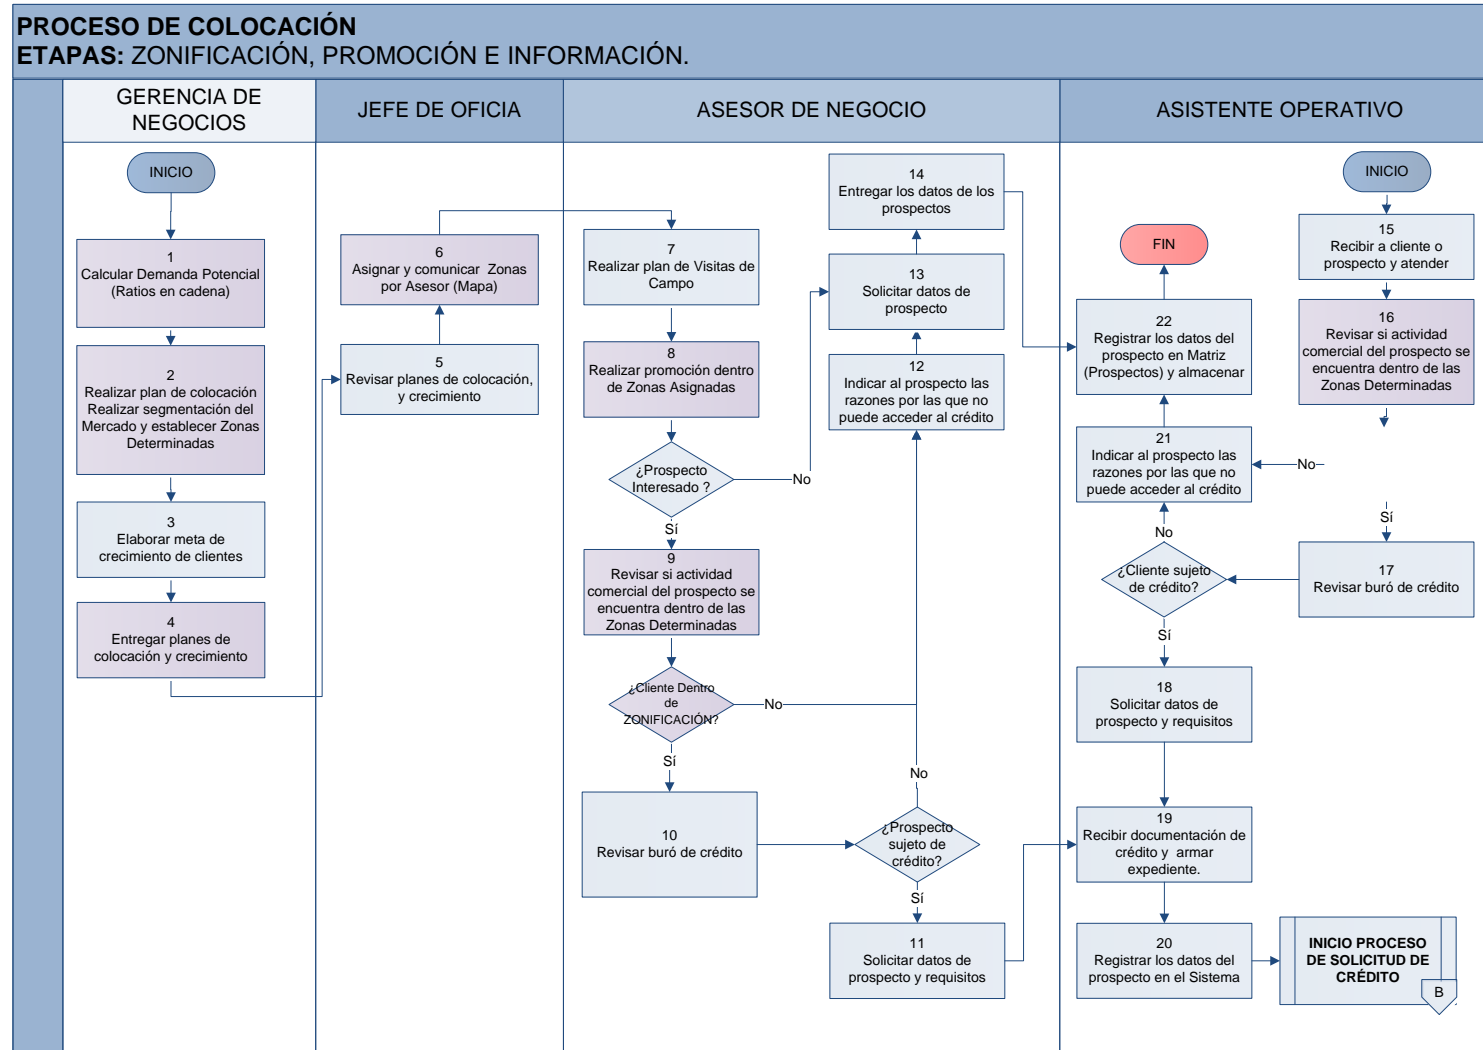 PROCESO DE COLOCACIÓN
ETAPAS: ZONIFICACIÓN, PROMOCIÓN E INFORMACIÓN.
GERENCIA DE
NEGOCIOS
JEFE DE OFICIA
ASESOR DE NEGOCIO
ASISTENTE OPERATIVO
INICIO
1
Calcular Demanda Potencial
(Ratios en cadena)
2
Realizar plan de colocación
Realizar segmentación del
Mercado y establecer Zonas
Determinadas
3
Elaborar meta de
crecimiento de clientes
4
Entregar planes de
colocación y crecimiento
6
Asignar y comunicar Zonas
por Asesor (Mapa)
5
Revisar planes de colocación,
y crecimiento
7
Realizar plan de Visitas de
Campo
8
Realizar promoción dentro
de Zonas Asignadas
¿Prospecto
Interesado ?
No
Sí
9
Revisar si actividad
comercial del prospecto se
encuentra dentro de las
Zonas Determinadas
¿Cliente Dentro
de
ZONIFICACIÓN?
No
Sí
10
Revisar buró de crédito
14
Entregar los datos de los
prospectos
13
Solicitar datos de
prospecto
12
Indicar al prospecto las
razones por las que no
puede acceder al crédito
No
¿Prospecto
sujeto de
crédito?
Sí
11
Solicitar datos de
prospecto y requisitos
FIN
22
Registrar los datos del
prospecto en Matriz
(Prospectos) y almacenar
21
Indicar al prospecto las
razones por las que no
puede acceder al crédito
No
¿Cliente sujeto
de crédito?
Sí
18
Solicitar datos de
prospecto y requisitos
19
Recibir documentación de
crédito y armar
expediente.
20
Registrar los datos del
prospecto en el Sistema
INICIO
15
Recibir a cliente o
prospecto y atender
16
Revisar si actividad
comercial del prospecto se
encuentra dentro de las
Zonas Determinadas
No
Sí
17
Revisar buró de crédito
INICIO PROCESO
DE SOLICITUD DE
CRÉDITO
B